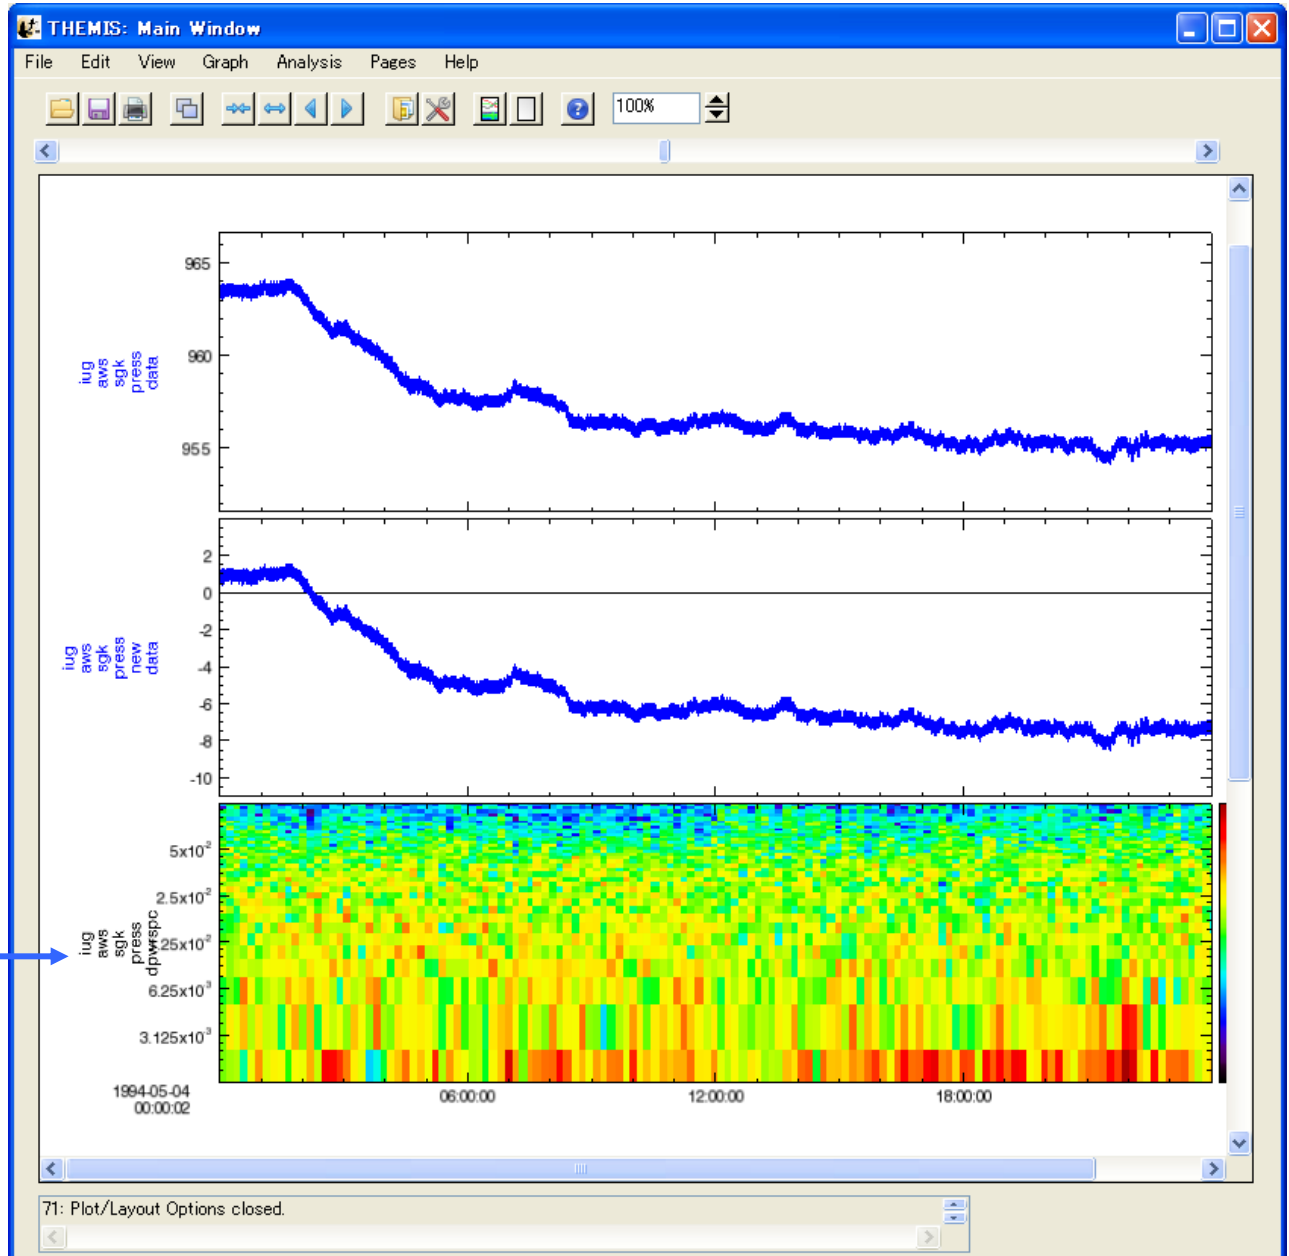 THEMIS: Main Window
File Edit View Graph Analysis Pages Help
100%
965
960
955
iug
aws
sgk
press
data
2
0
-2
-4
-6
-8
-10
iug
aws
sgk
press
new
data
5x10⁻²
2.5x10⁻²
.25x10⁻²
6.25x10⁻³
3.125x10⁻³
iug
aws
sgk
press
dpwrspc
1994-05-04
00:00:02
06:00:00 12:00:00 18:00:00
71: Plot/Layout Options closed.